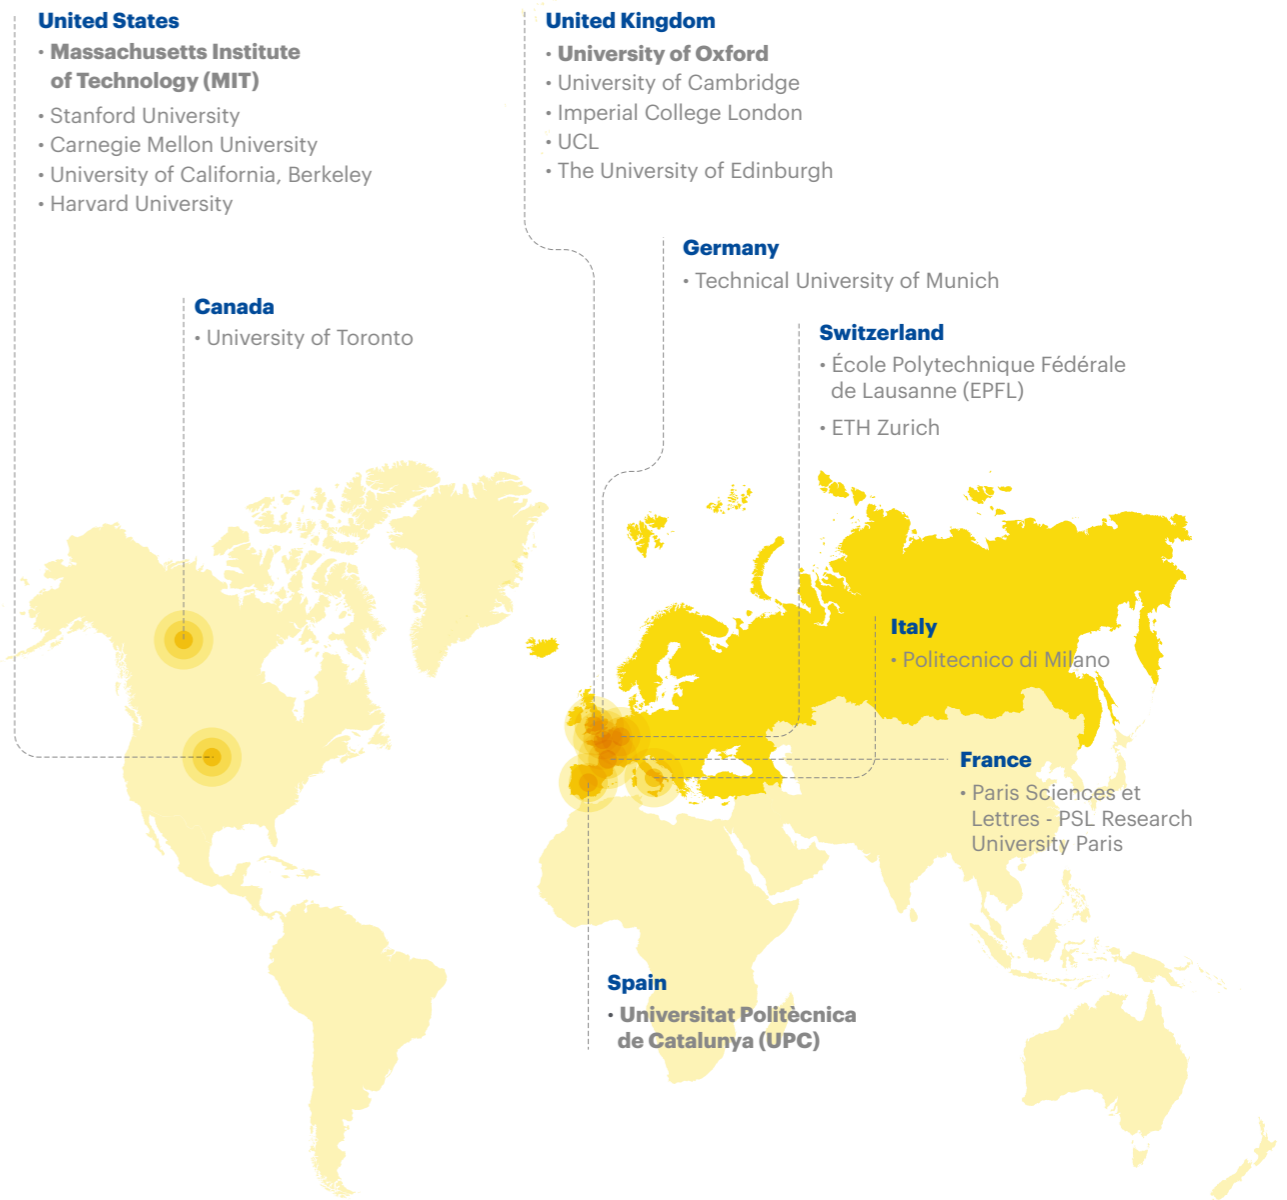 United States
• Massachusetts Institute
of Technology (MIT)
• Stanford University
• Carnegie Mellon University
• University of California, Berkeley
• Harvard University
United Kingdom
• University of Oxford
• University of Cambridge
• Imperial College London
• UCL
• The University of Edinburgh
Germany
• Technical University of Munich
Canada
• University of Toronto
Switzerland
• École Polytechnique Fédérale
de Lausanne (EPFL)
• ETH Zurich
Italy
• Politecnico di Milano
France
• Paris Sciences et
Lettres - PSL Research
University Paris
Spain
• Universitat Politècnica
de Catalunya (UPC)